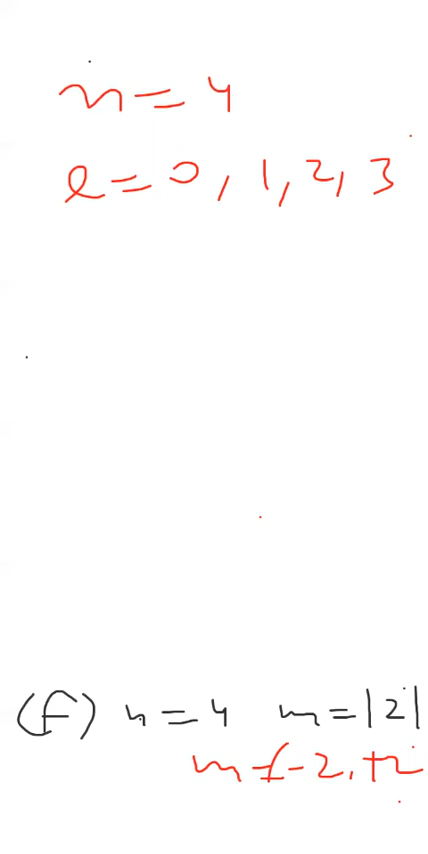 n = 4
l = 0, 1, 2, 3
(f) n = 4 m = |2|
m = -2, +2